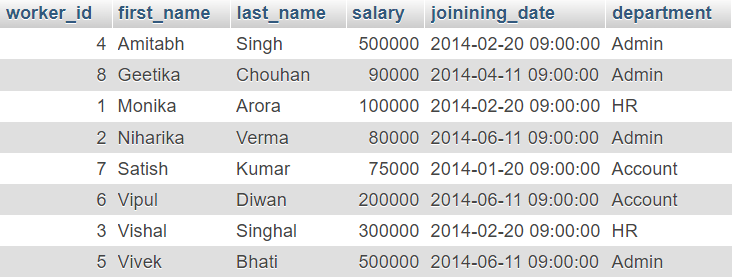 worker_id first_name last_name salary joinining_date department
4 Amitabh Singh 500000 2014-02-20 09:00:00 Admin
8 Geetika Chouhan 90000 2014-04-11 09:00:00 Admin
1 Monika Arora 100000 2014-02-20 09:00:00 HR
2 Niharika Verma 80000 2014-06-11 09:00:00 Admin
7 Satish Kumar 75000 2014-01-20 09:00:00 Account
6 Vipul Diwan 200000 2014-06-11 09:00:00 Account
3 Vishal Singhal 300000 2014-02-20 09:00:00 HR
5 Vivek Bhati 500000 2014-06-11 09:00:00 Admin